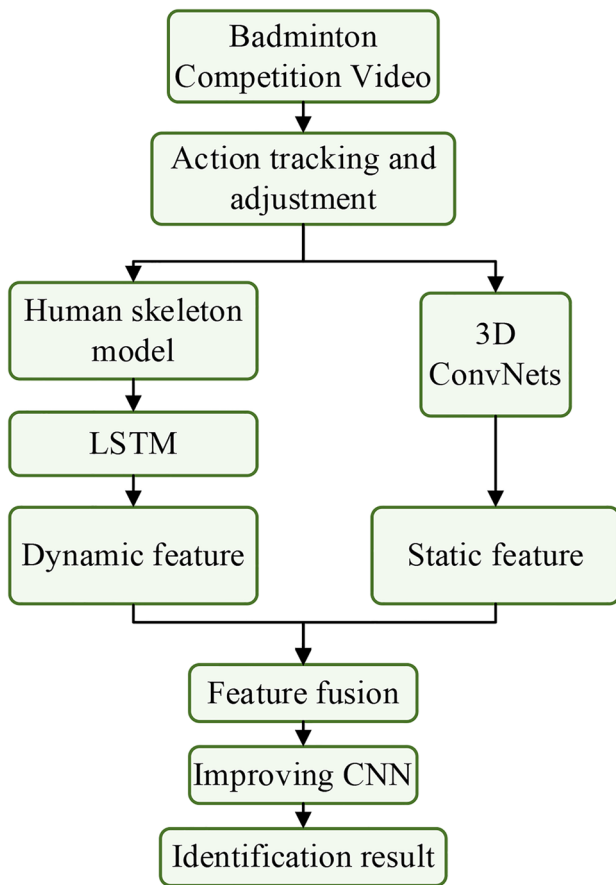 Badminton
Competition Video
Action tracking and
adjustment
Human skeleton
model
3D
ConvNets
LSTM
Dynamic feature
Static feature
Feature fusion
Improving CNN
Identification result